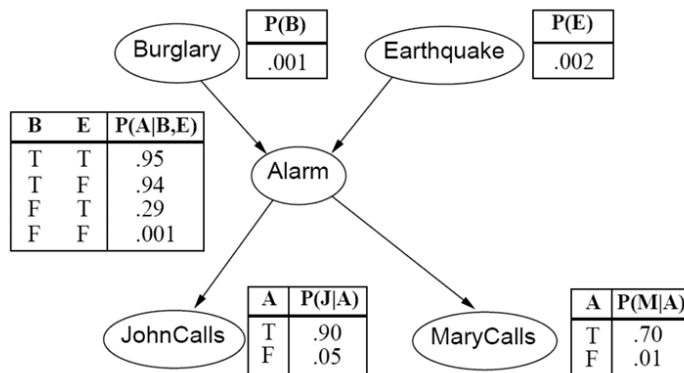 Burglary
P(B)
.001
Earthquake
P(E)
.002
B E P(A|B,E)
T T .95
T F .94
F T .29
F F .001
Alarm
JohnCalls
A P(J|A)
T .90
F .05
MaryCalls
A P(M|A)
T .70
F .01